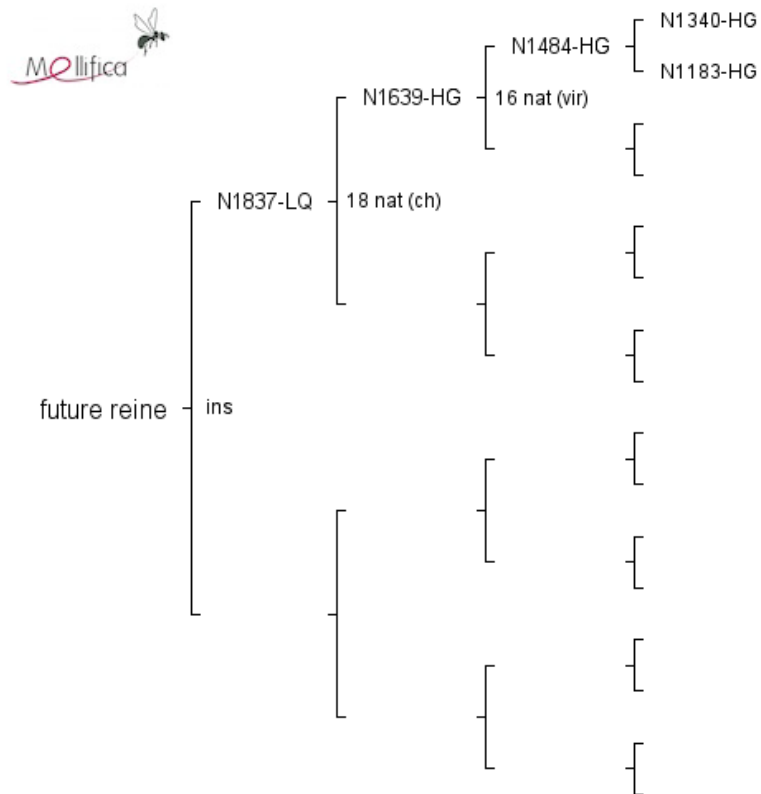 Mellifica
N1340-HG
N1484-HG
N1183-HG
N1639-HG
16 nat (vir)
N1837-LQ
18 nat (ch)
future reine
ins